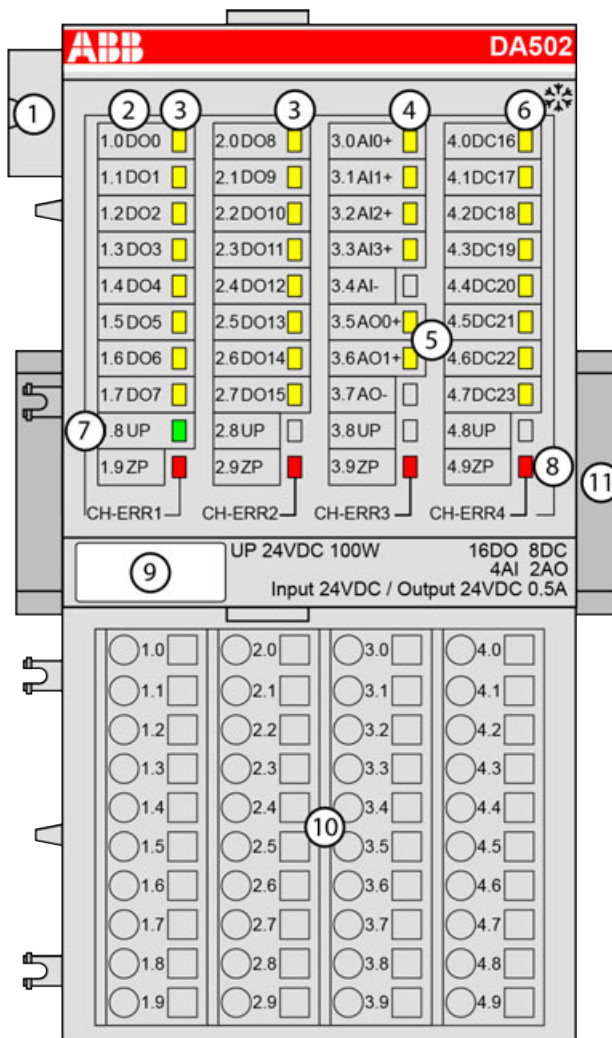 ABB DA502
1 2 3 3 4 6
1.0 DO0 2.0 DO8 3.0 AI0+ 4.0 DC16
1.1 DO1 2.1 DO9 3.1 AI1+ 4.1 DC17
1.2 DO2 2.2 DO10 3.2 AI2+ 4.2 DC18
1.3 DO3 2.3 DO11 3.3 AI3+ 4.3 DC19
1.4 DO4 2.4 DO12 3.4 AI- 4.4 DC20
1.5 DO5 2.5 DO13 3.5 AO0+ 5 4.5 DC21
1.6 DO6 2.6 DO14 3.6 AO1+ 4.6 DC22
1.7 DO7 2.7 DO15 3.7 AO- 4.7 DC23
7 .8 UP 2.8 UP 3.8 UP 4.8 UP
1.9 ZP 2.9 ZP 3.9 ZP 4.9 ZP 8
11
CH-ERR1 CH-ERR2 CH-ERR3 CH-ERR4
9 UP 24VDC 100W 16DO 8DC
4AI 2AO
Input 24VDC / Output 24VDC 0.5A
1.0 2.0 3.0 4.0
1.1 2.1 3.1 4.1
1.2 2.2 3.2 4.2
1.3 2.3 3.3 4.3
1.4 2.4 10 3.4 4.4
1.5 2.5 3.5 4.5
1.6 2.6 3.6 4.6
1.7 2.7 3.7 4.7
1.8 2.8 3.8 4.8
1.9 2.9 3.9 4.9